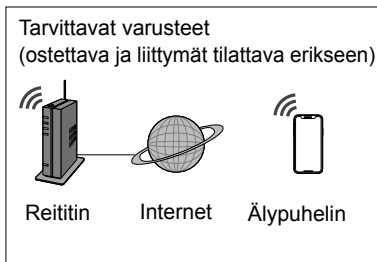 Tarvittavat varusteet
(ostettava ja liittymät tilattava erikseen)
Reititin Internet Älypuhelin